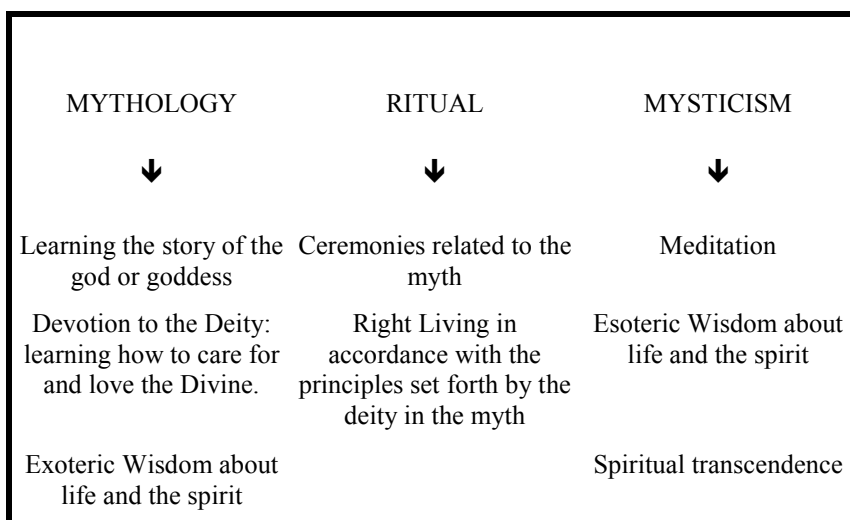 MYTHOLOGY
RITUAL
MYSTICISM
Learning the story of the
god or goddess
Ceremonies related to the
myth
Meditation
Devotion to the Deity:
learning how to care for
and love the Divine.
Right Living in
accordance with the
principles set forth by the
deity in the myth
Esoteric Wisdom about
life and the spirit
Exoteric Wisdom about
life and the spirit
Spiritual transcendence